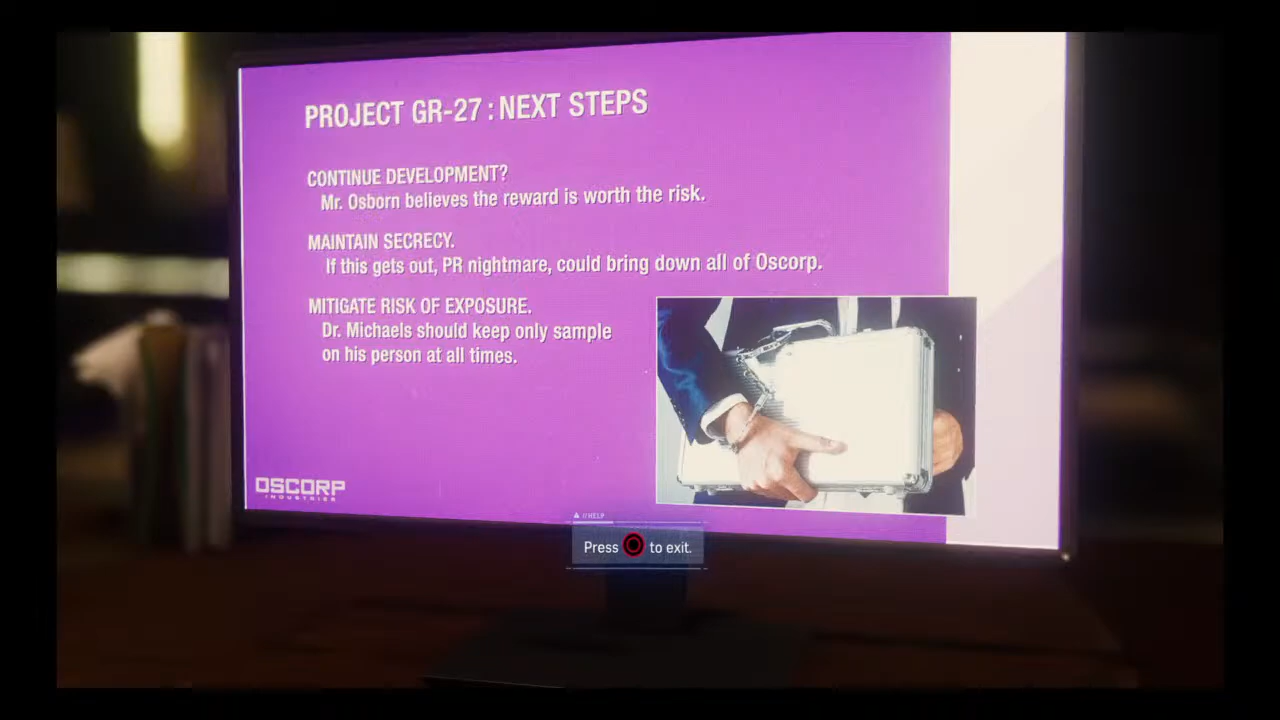 PROJECT GR-27 : NEXT STEPS
CONTINUE DEVELOPMENT?
Mr. Osborn believes the reward is worth the risk.
MAINTAIN SECRECY.
If this gets out, PR nightmare, could bring down all of Oscorp.
MITIGATE RISK OF EXPOSURE.
Dr. Michaels should keep only sample
on his person at all times.
OSCORP
INDUSTRIES
// HELP
Press to exit.